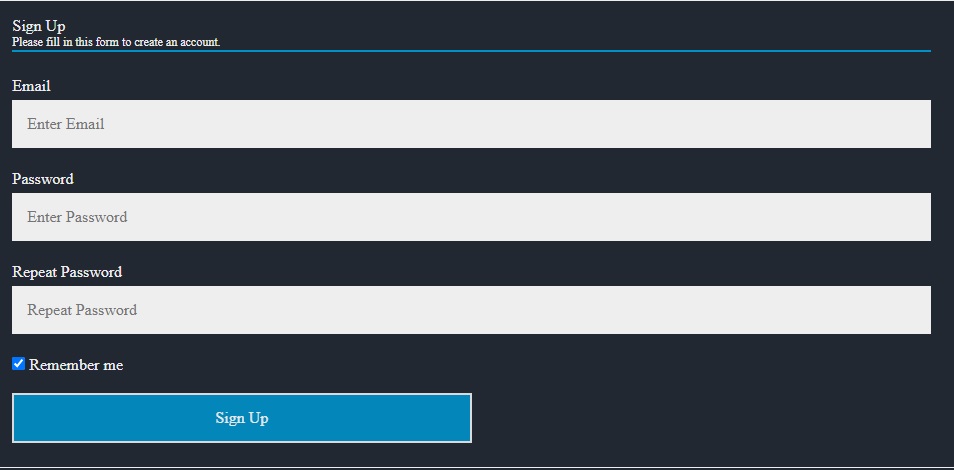 Sign Up
Please fill in this form to create an account.
Email
Enter Email
Password
Enter Password
Repeat Password
Repeat Password
Remember me
Sign Up